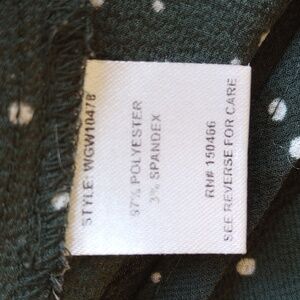 STYLE: WGW10478
97% POLYESTER
3% SPANDEX
RN# 150466
SEE REVERSE FOR CARE